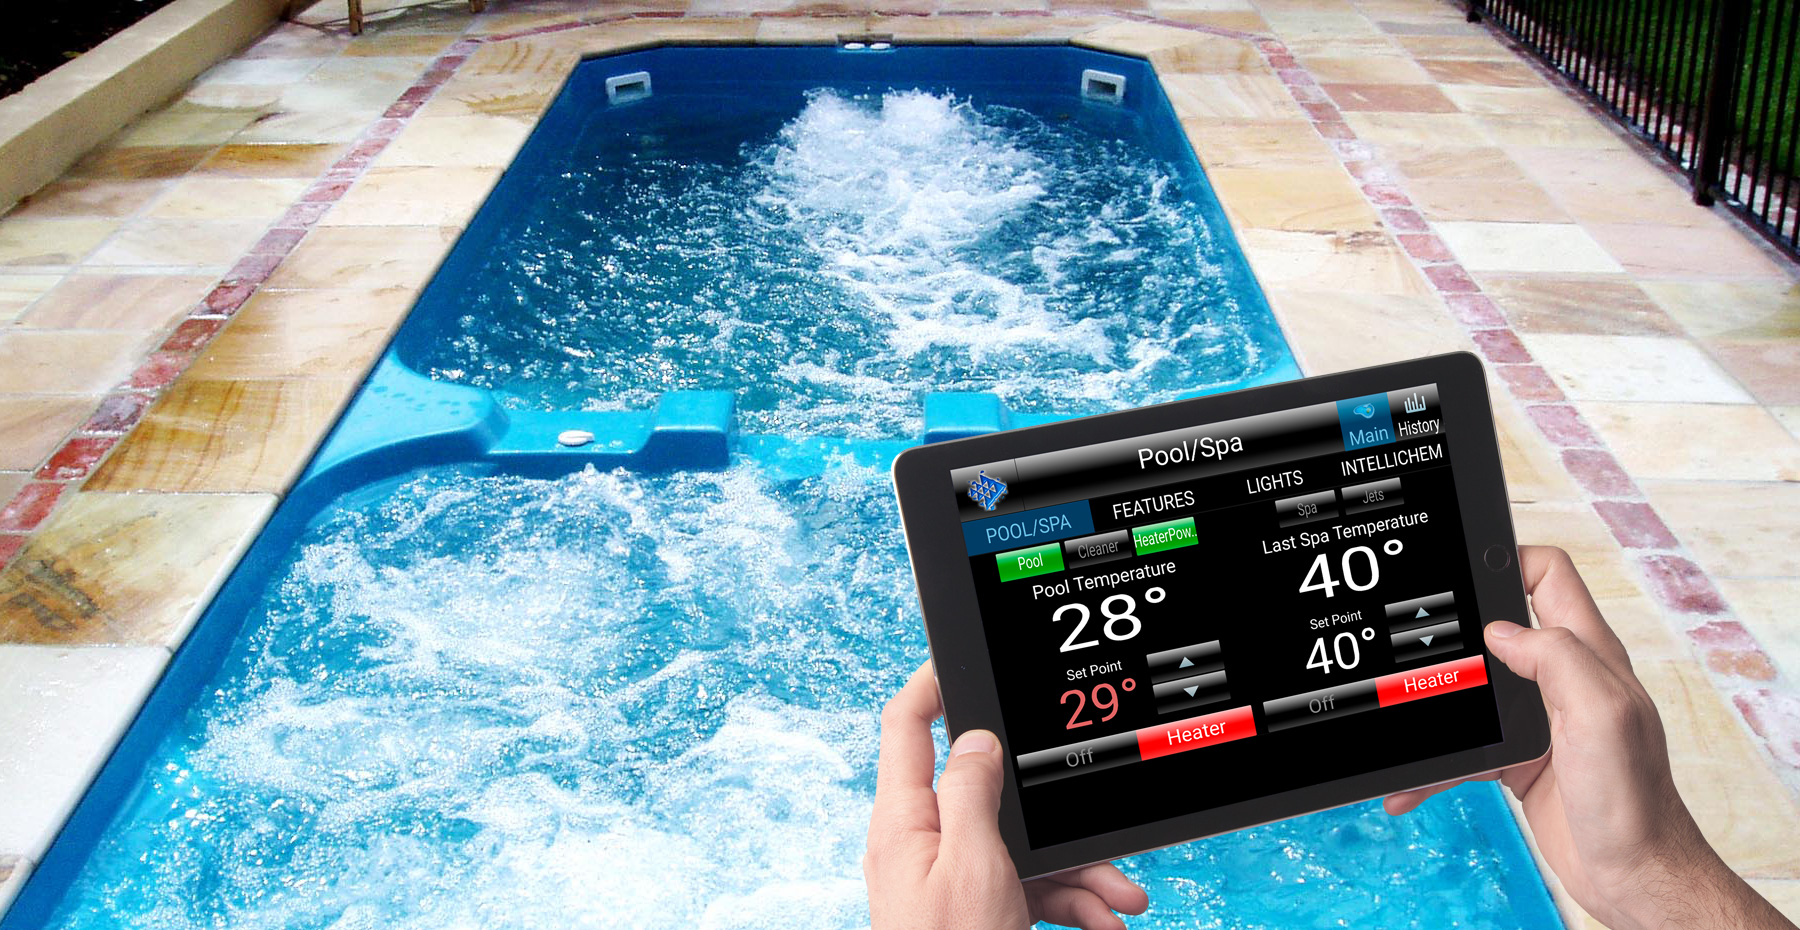 Pool/Spa
Main
History
POOL/SPA
FEATURES
LIGHTS
INTELLICHEM
Pool
Cleaner
HeaterPow..
Spa
Jets
Pool Temperature
28°
Set Point
29°
Off
Heater
Last Spa Temperature
40°
Set Point
40°
Off
Heater